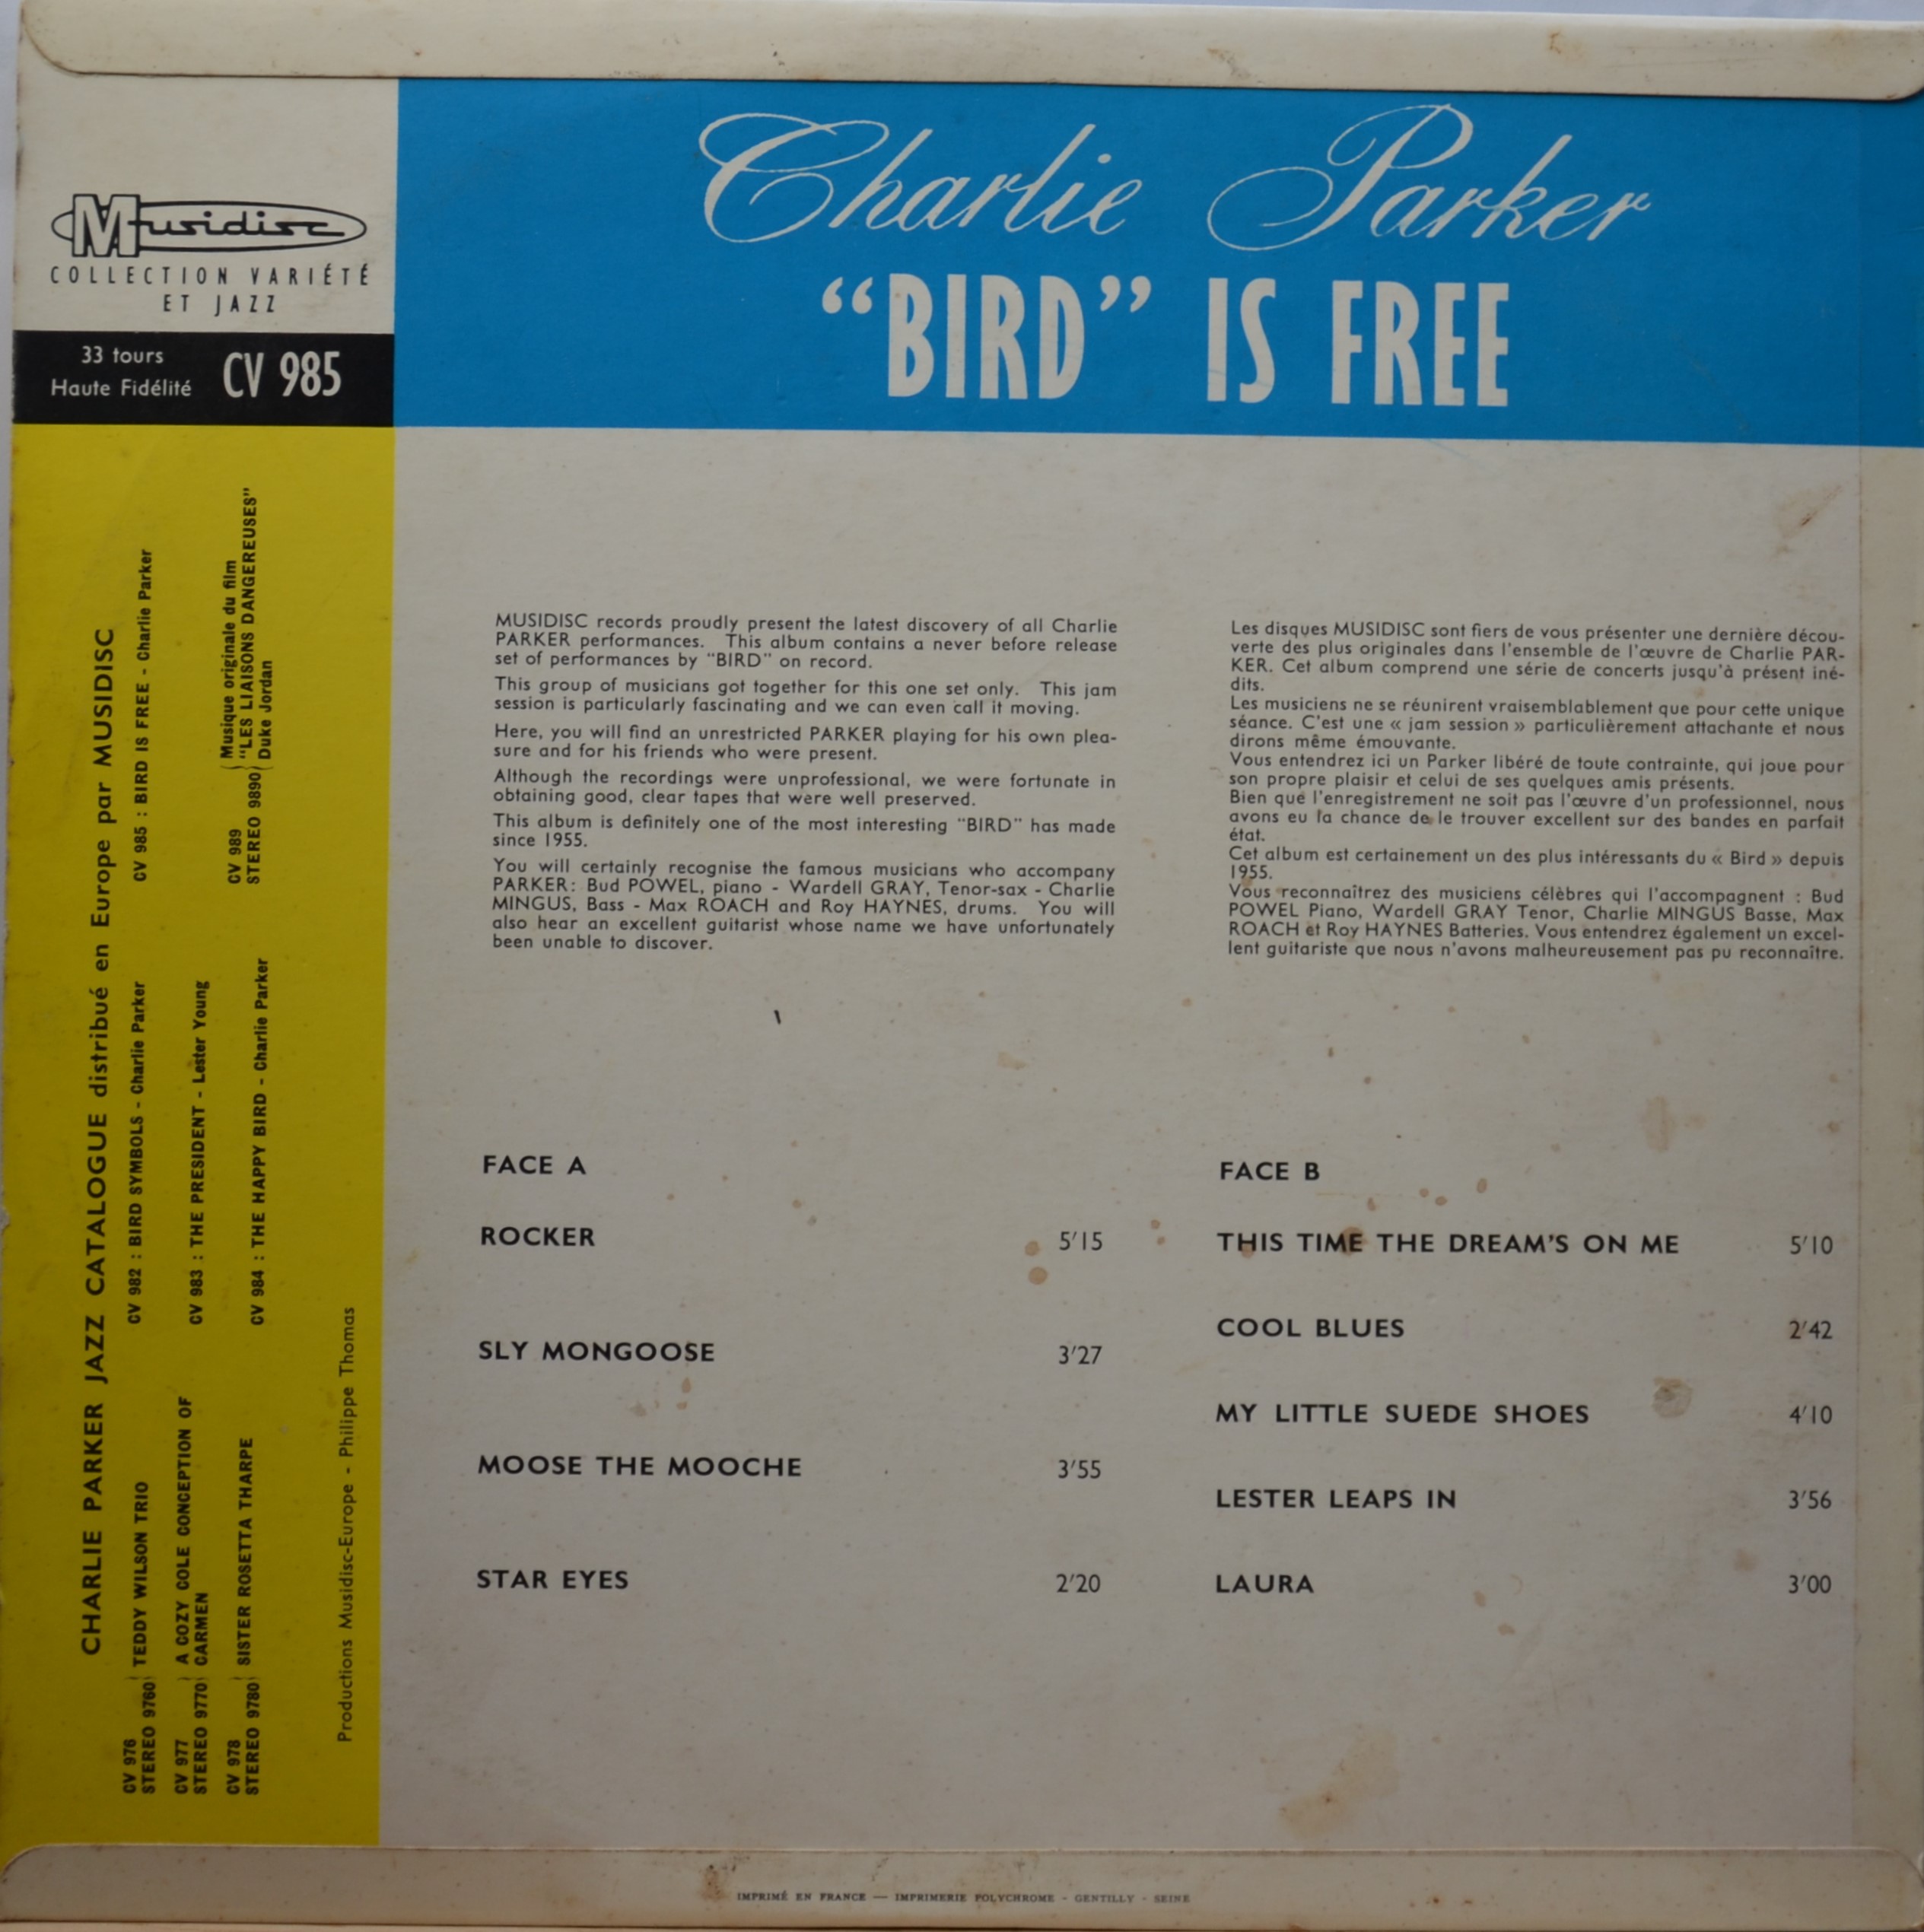 Musidisc
COLLECTION VARIÉTÉ
ET JAZZ
33 tours
Haute Fidélité
CV 985
Charlie Parker
“BIRD” IS FREE
CHARLIE PARKER JAZZ CATALOGUE distribué en Europe par MUSIDISC
CV 976
STEREO 9760
TEDDY WILSON TRIO
CV 977
STEREO 9770
A COZY COLE CONCEPTION OF
CARMEN
CV 978
STEREO 9780
SISTER ROSETTA THARPE
CV 982 : BIRD SYMBOLS - Charlie Parker
CV 983 : THE PRESIDENT - Lester Young
CV 984 : THE HAPPY BIRD - Charlie Parker
CV 985 : BIRD IS FREE - Charlie Parker
CV 989
STEREO 9890
Musique originale du film
"LES LIAISONS DANGEREUSES"
Duke Jordan
Productions Musidisc-Europe - Philippe Thomas
MUSIDISC records proudly present the latest discovery of all Charlie
PARKER performances. This album contains a never before release
set of performances by “BIRD” on record.
This group of musicians got together for this one set only. This jam
session is particularly fascinating and we can even call it moving.
Here, you will find an unrestricted PARKER playing for his own plea-
sure and for his friends who were present.
Although the recordings were unprofessional, we were fortunate in
obtaining good, clear tapes that were well preserved.
This album is definitely one of the most interesting “BIRD” has made
since 1955.
You will certainly recognise the famous musicians who accompany
PARKER: Bud POWEL, piano - Wardell GRAY, Tenor-sax - Charlie
MINGUS, Bass - Max ROACH and Roy HAYNES, drums. You will
also hear an excellent guitarist whose name we have unfortunately
been unable to discover.
Les disques MUSIDISC sont fiers de vous présenter une dernière décou-
verte des plus originales dans l'ensemble de l'œuvre de Charlie PAR-
KER. Cet album comprend une série de concerts jusqu'à présent iné-
dits.
Les musiciens ne se réunirent vraisemblablement que pour cette unique
séance. C'est une « jam session » particulièrement attachante et nous
dirons même émouvante.
Vous entendrez ici un Parker libéré de toute contrainte, qui joue pour
son propre plaisir et celui de ses quelques amis présents.
Bien que l'enregistrement ne soit pas l'œuvre d'un professionnel, nous
avons eu la chance de le trouver excellent sur des bandes en parfait
état.
Cet album est certainement un des plus intéressants du « Bird » depuis
1955.
Vous reconnaîtrez des musiciens célèbres qui l'accompagnent : Bud
POWEL Piano, Wardell GRAY Tenor, Charlie MINGUS Basse, Max
ROACH et Roy HAYNES Batteries. Vous entendrez également un excel-
lent guitariste que nous n'avons malheureusement pas pu reconnaître.
FACE A
ROCKER 5'15
SLY MONGOOSE 3'27
MOOSE THE MOOCHE 3'55
STAR EYES 2'20
FACE B
THIS TIME THE DREAM'S ON ME 5'10
COOL BLUES 2'42
MY LITTLE SUEDE SHOES 4'10
LESTER LEAPS IN 3'56
LAURA 3'00
IMPRIMÉ EN FRANCE — IMPRIMERIE POLYCHROME - GENTILLY - SEINE